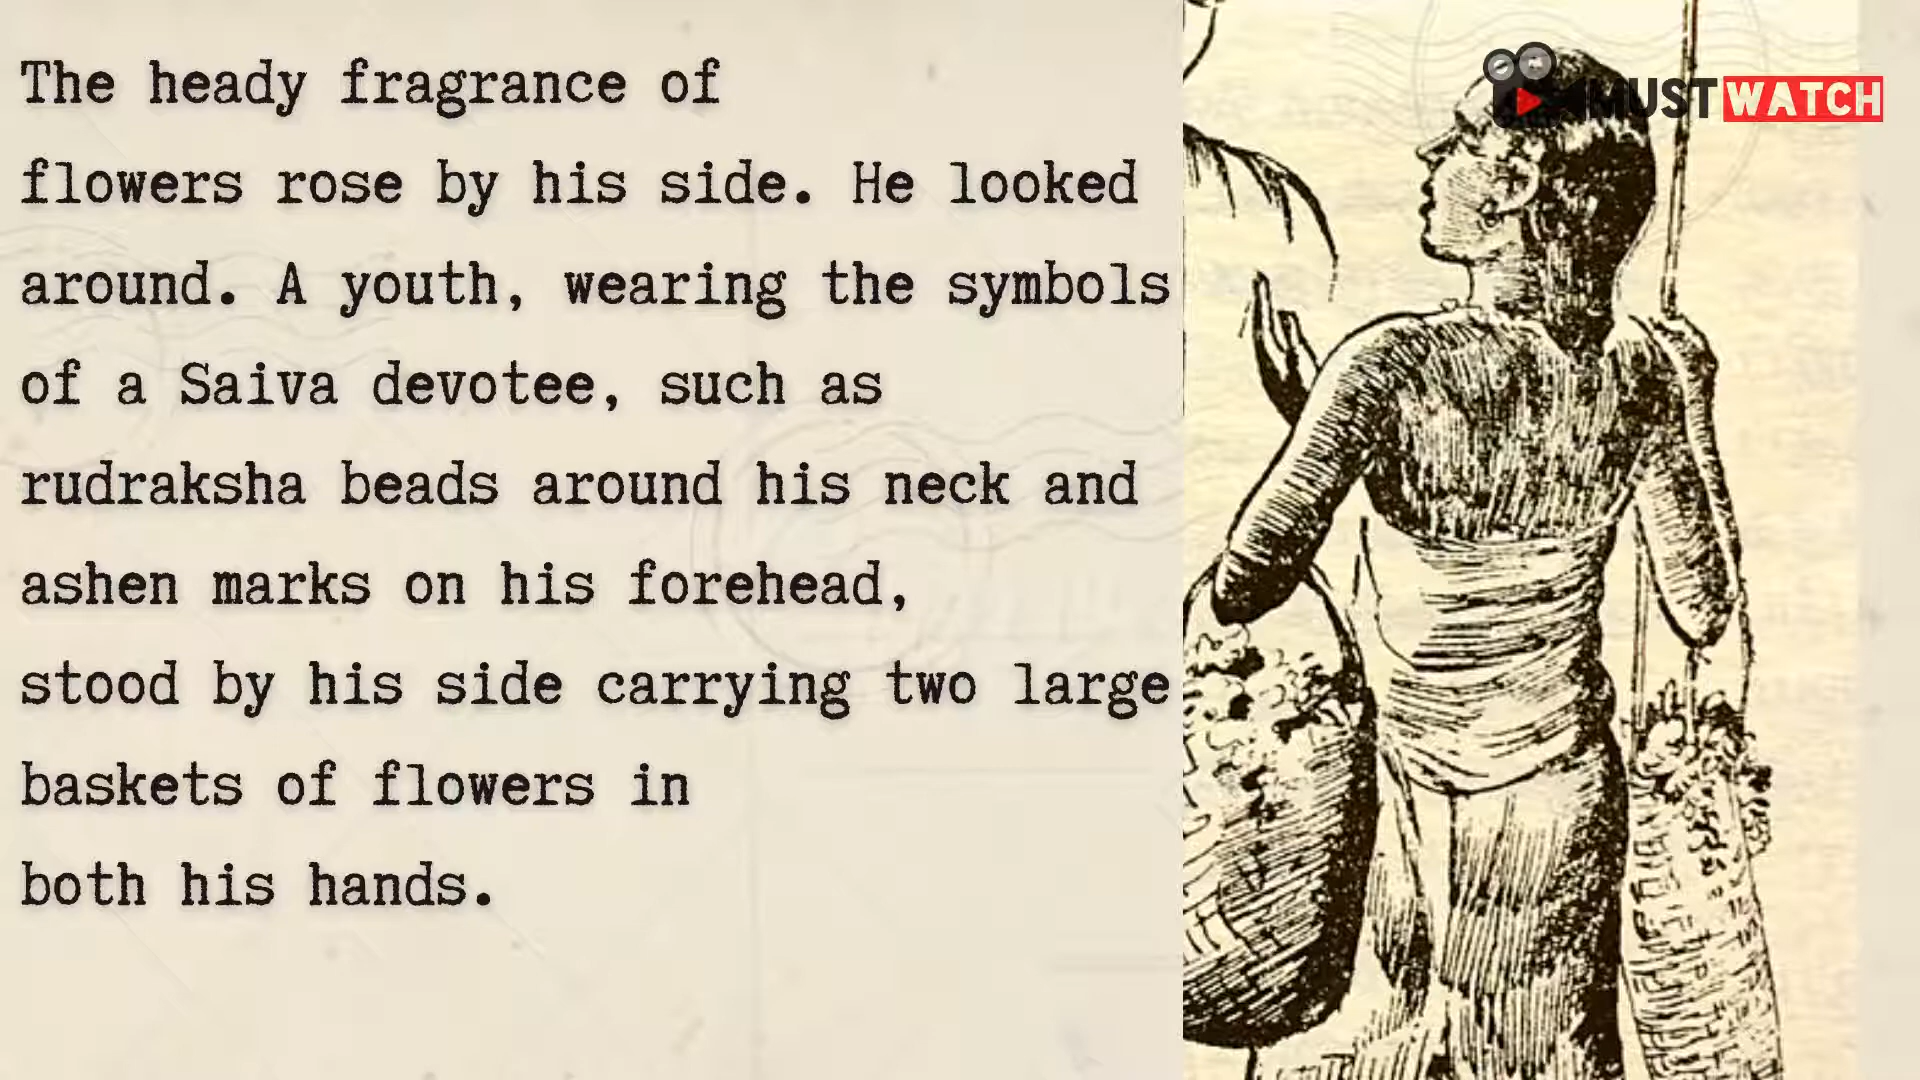 The heady fragrance of
flowers rose by his side. He looked
around. A youth, wearing the symbols
of a Saiva devotee, such as
rudraksha beads around his neck and
ashen marks on his forehead,
stood by his side carrying two large
baskets of flowers in
both his hands.
MUST WATCH